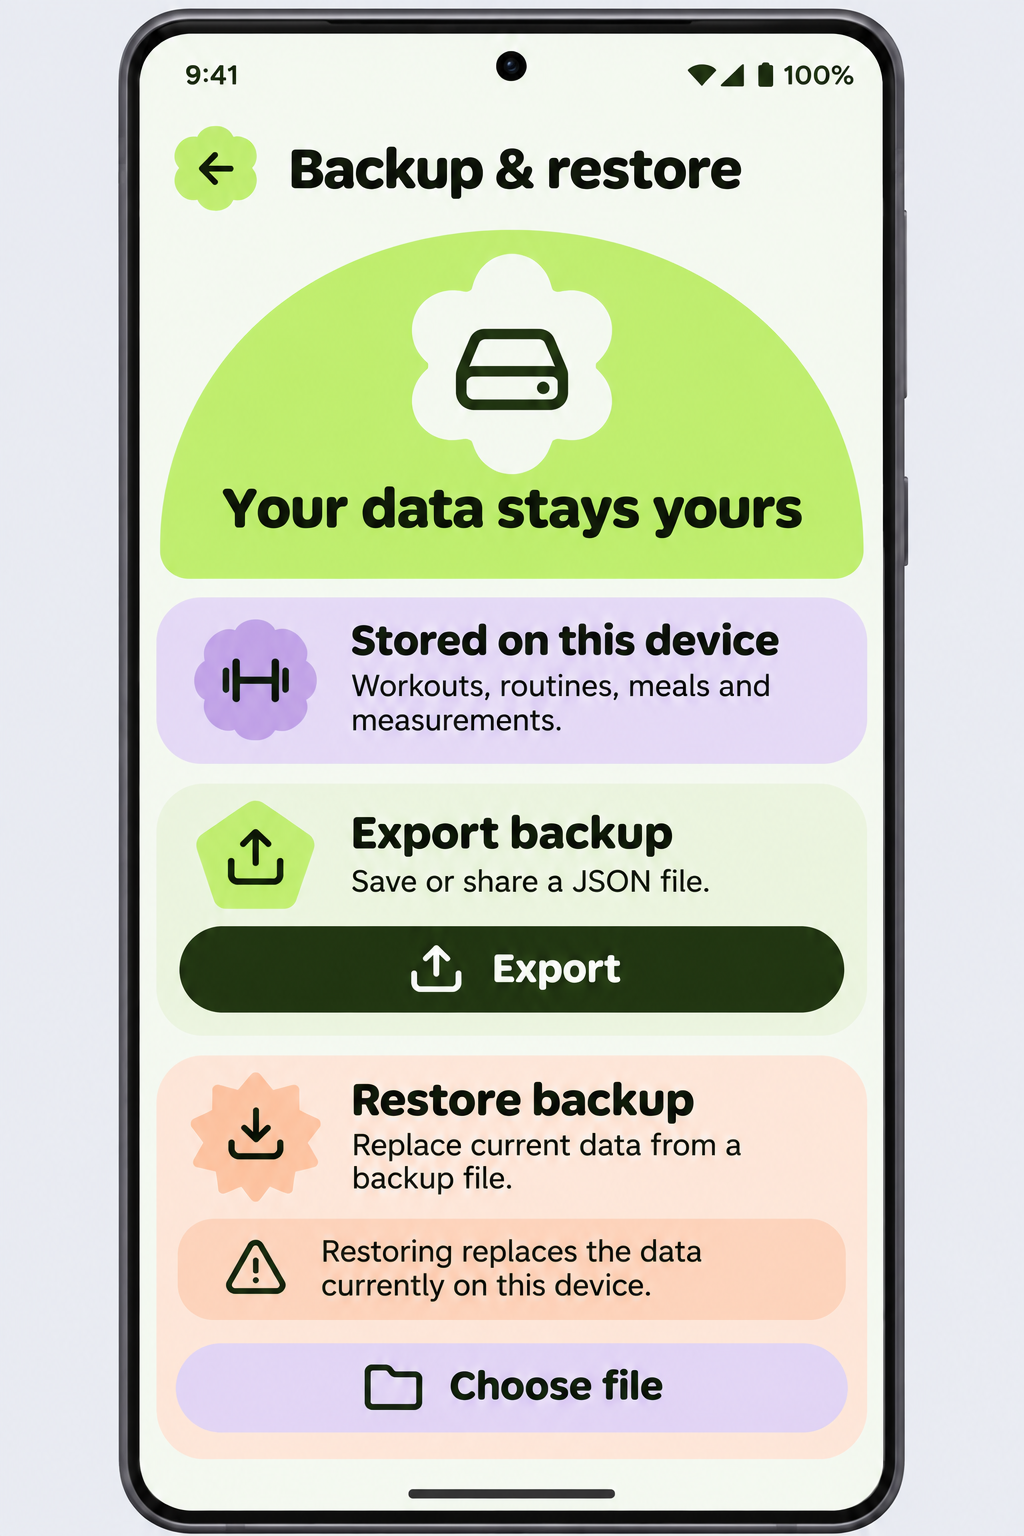 9:41
100%
Backup & restore
Your data stays yours
Stored on this device
Workouts, routines, meals and
measurements.
Export backup
Save or share a JSON file.
Export
Restore backup
Replace current data from a
backup file.
Restoring replaces the data
currently on this device.
Choose file